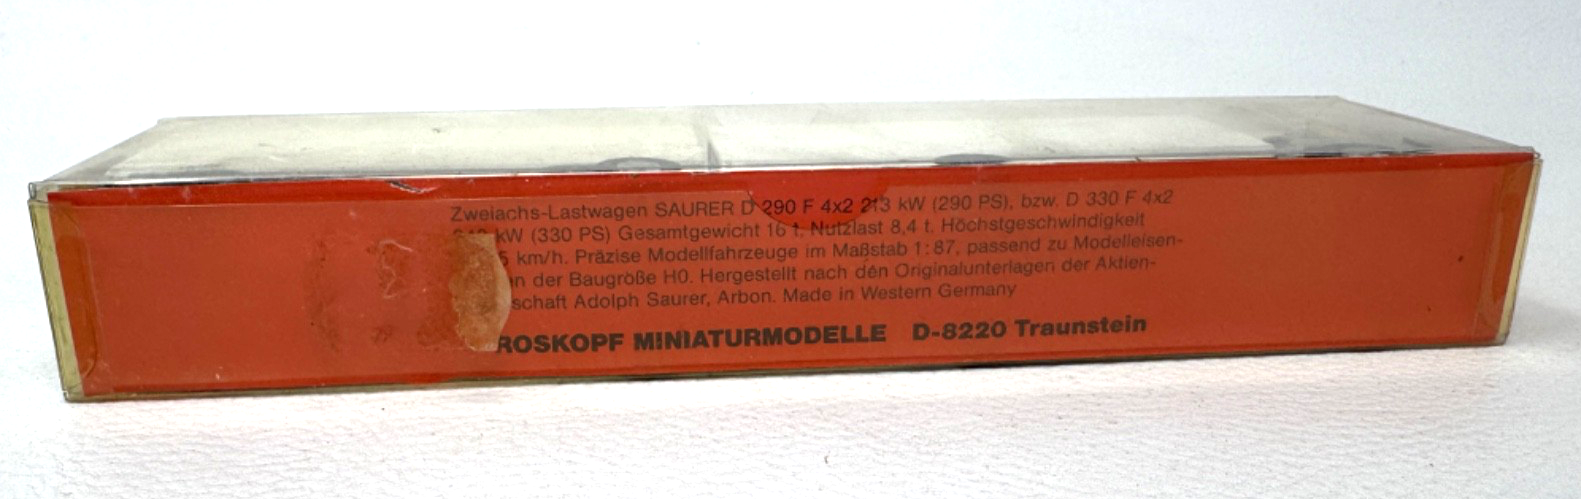 Zweiachs-Lastwagen SAURER D 290 F 4x2 213 kW (290 PS), bzw. D 330 F 4x2
kW (330 PS) Gesamtgewicht 16 t. Nutzlast 8,4 t. Höchstgeschwindigkeit
5 km/h. Präzise Modellfahrzeuge im Maßstab 1:87, passend zu Modelleisen-
en der Baugröße H0. Hergestellt nach den Originalunterlagen der Aktien-
schaft Adolph Saurer, Arbon. Made in Western Germany
ROSKOPF MINIATURMODELLE D-8220 Traunstein